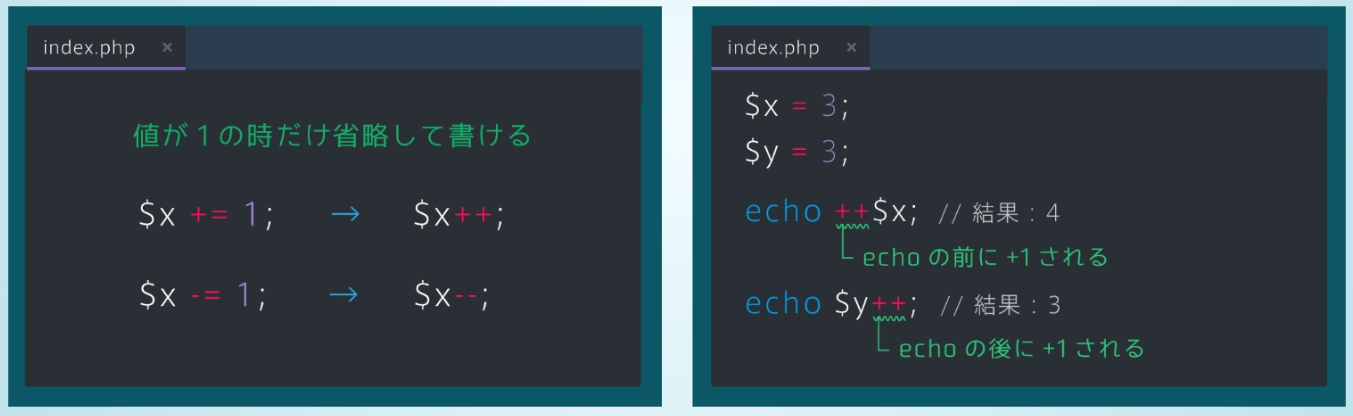 index.php ×
値が1の時だけ省略して書ける
$x += 1; → $x++;
$x -= 1; → $x--;
index.php ×
$x = 3;
$y = 3;
echo ++$x; // 結果 : 4
echo の前に +1 される
echo $y++; // 結果 : 3
echo の後に +1 される